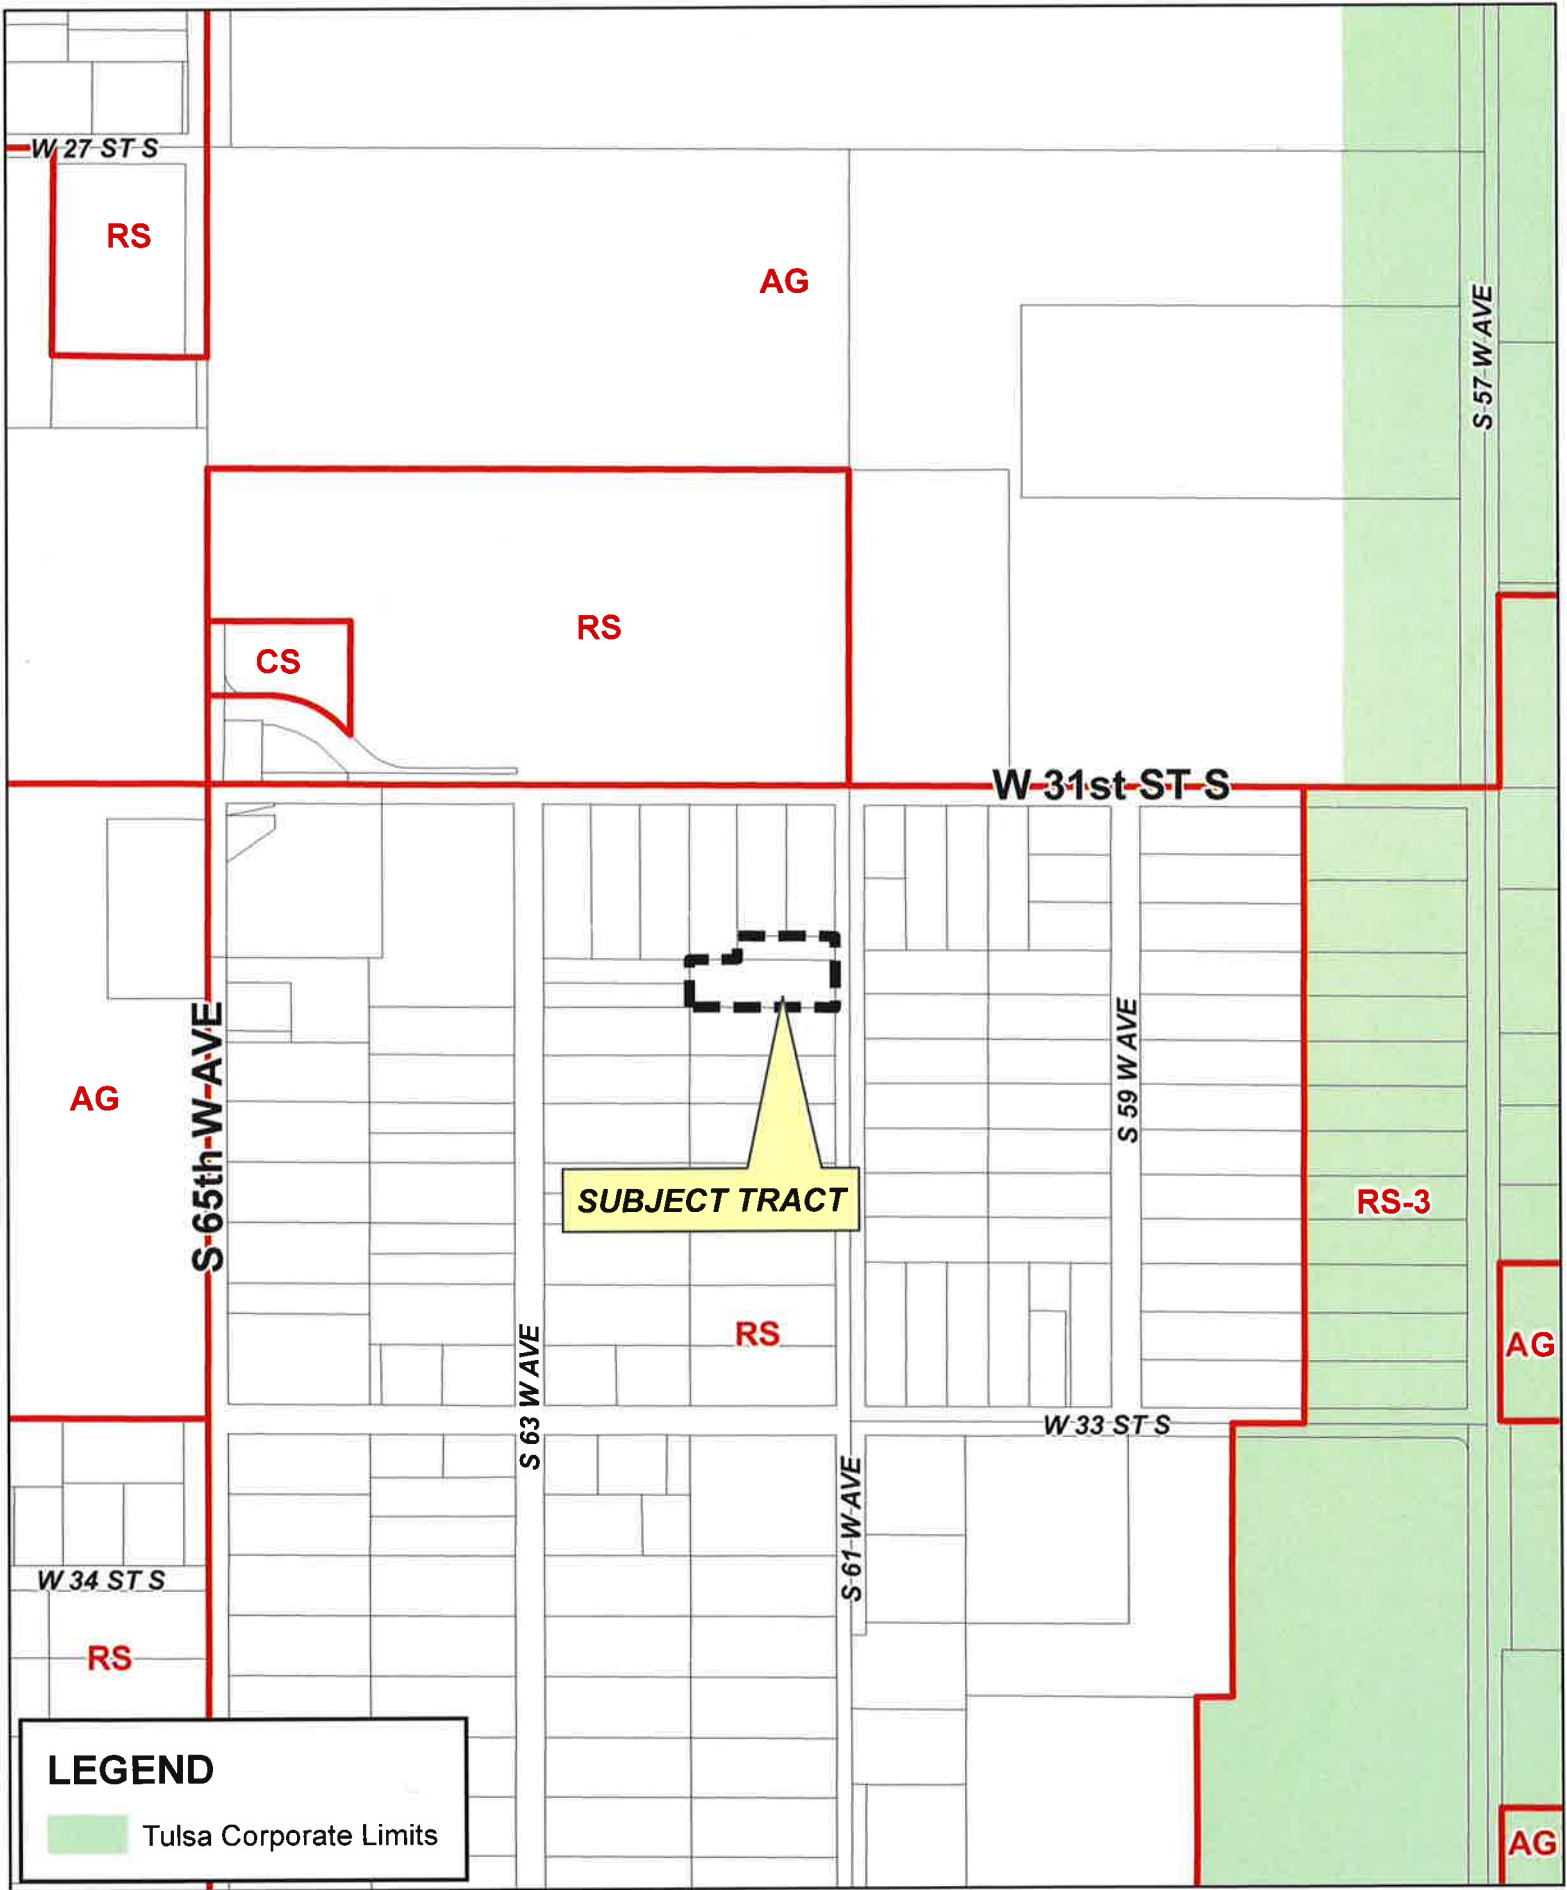 W 27 ST S
RS
AG
S 57 W AVE
RS
CS
W 31st ST S
S 65th W AVE
S 59 W AVE
AG
SUBJECT TRACT
RS-3
RS
AG
S 63 W AVE
W 33 ST S
S 61 W AVE
W 34 ST S
RS
LEGEND
Tulsa Corporate Limits
AG